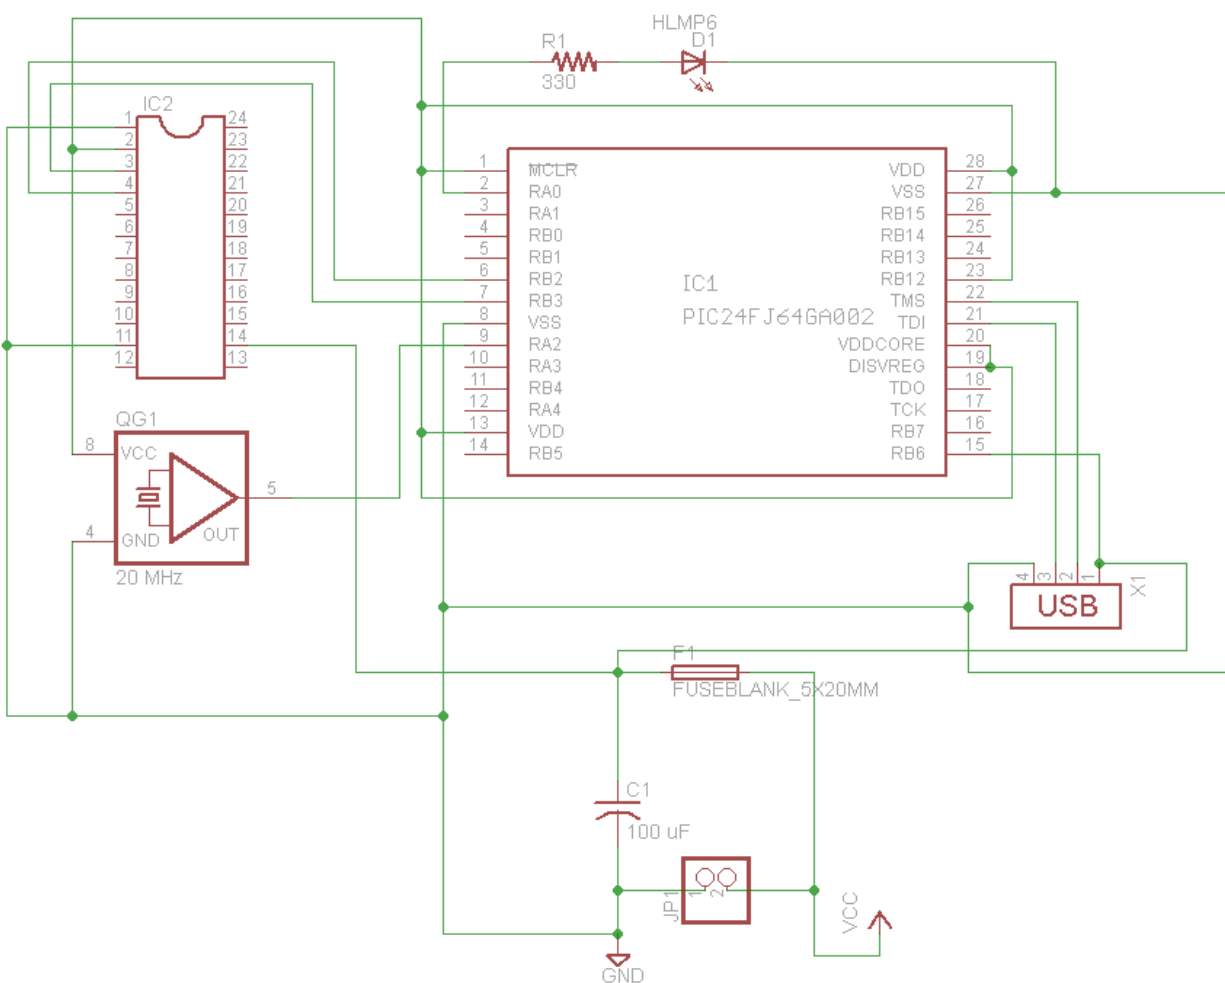 HLMP6
R1
D1
330
IC2
1
24
2
23
3
22
4
21
5
20
6
19
7
18
8
17
9
16
10
15
11
14
12
13
1 MCLR
2 RA0
3 RA1
4 RB0
5 RB1
6 RB2
7 RB3
8 VSS
9 RA2
10 RA3
11 RB4
12 RA4
13 VDD
14 RB5
IC1
PIC24FJ64GA002
VDD 28
VSS 27
RB15 26
RB14 25
RB13 24
RB12 23
TMS 22
TDI 21
VDDCORE 20
DISVREG 19
TDO 18
TCK 17
RB7 16
RB6 15
QG1
8 VCC
5
4 GND
OUT
20 MHz
4
3
2
1
X1
USB
F1
FUSEBLANK_5X20MM
C1
100 uF
JP1
1
2
VCC
GND